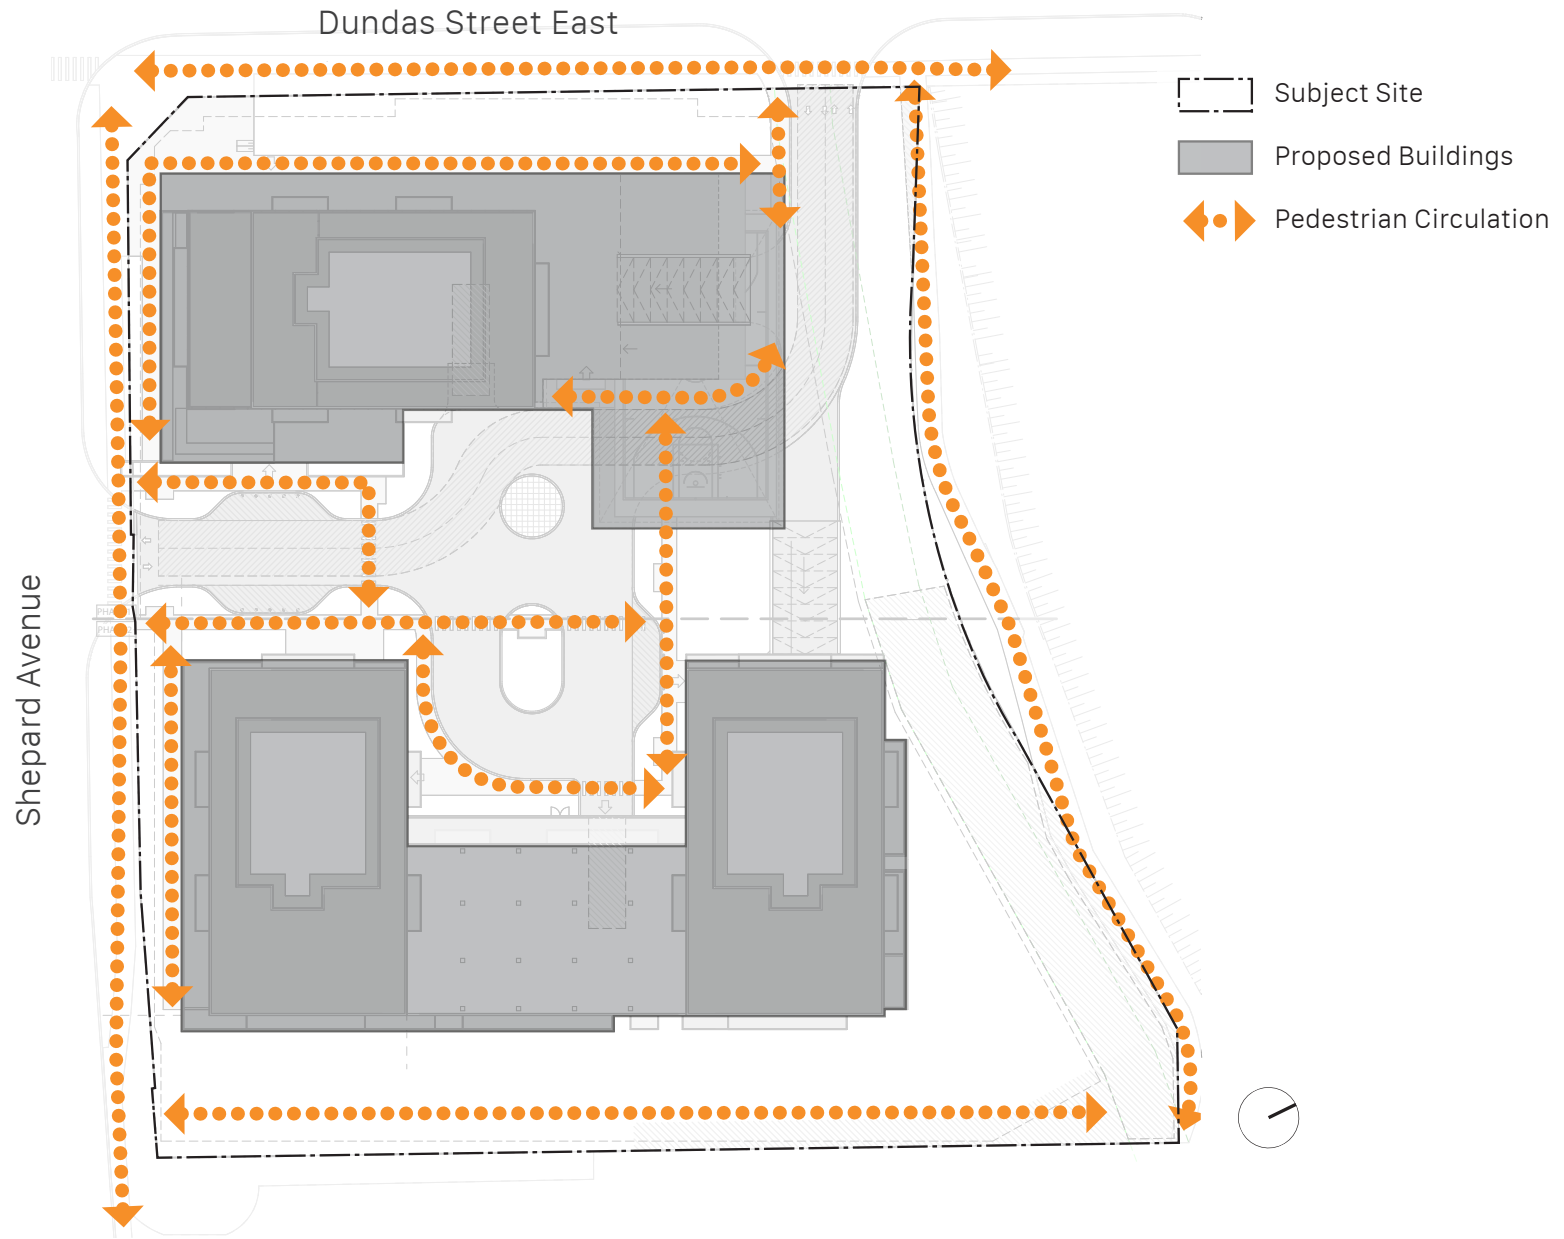 Dundas Street East
Subject Site
Proposed Buildings
Pedestrian Circulation
Shepard Avenue